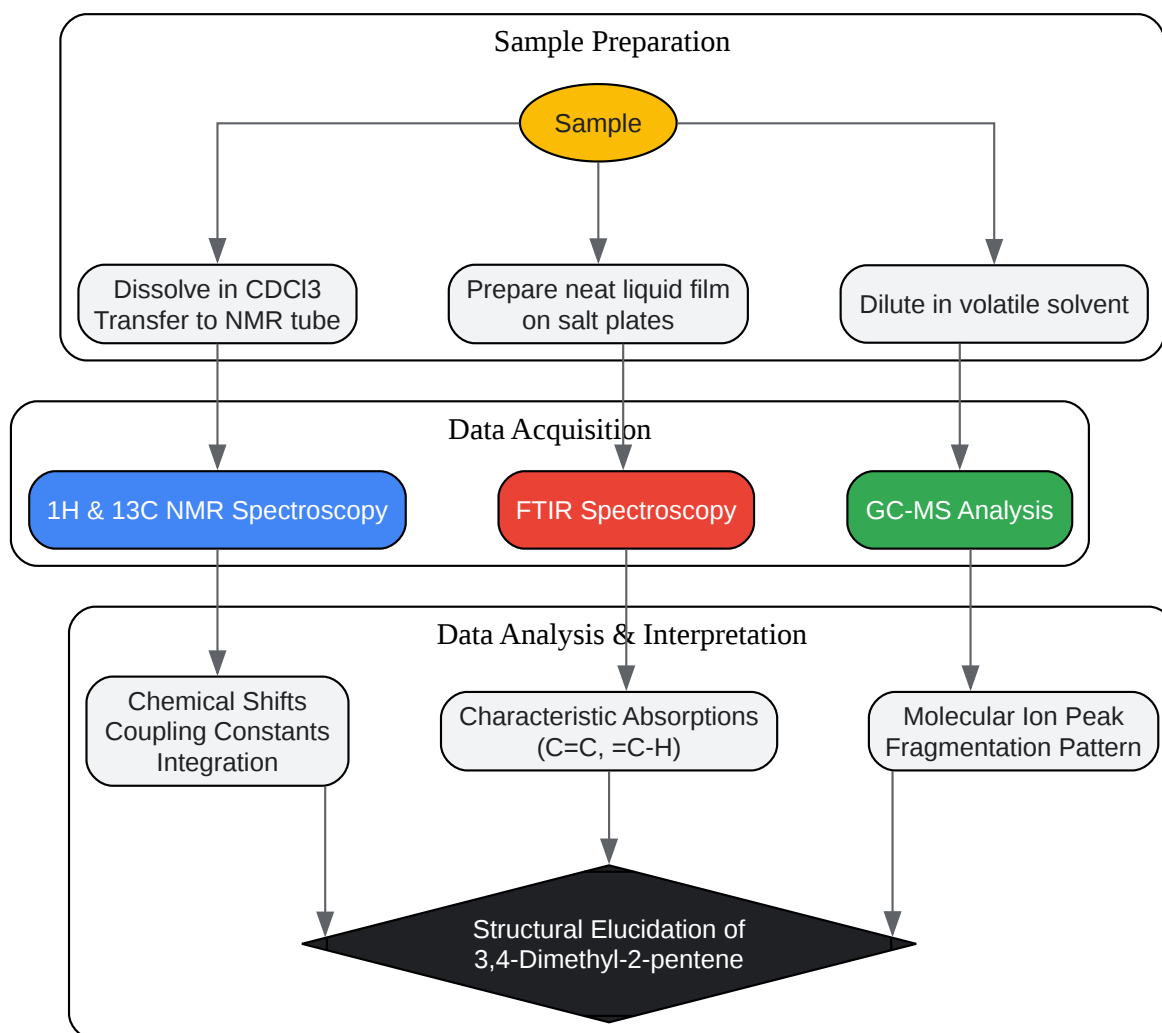 Sample Preparation
Sample
Dissolve in CDCl3
Transfer to NMR tube
Prepare neat liquid film
on salt plates
Dilute in volatile solvent
Data Acquisition
1H & 13C NMR Spectroscopy
FTIR Spectroscopy
GC-MS Analysis
Data Analysis & Interpretation
Chemical Shifts
Coupling Constants
Integration
Characteristic Absorptions
(C=C, =C-H)
Molecular Ion Peak
Fragmentation Pattern
Structural Elucidation of
3,4-Dimethyl-2-pentene